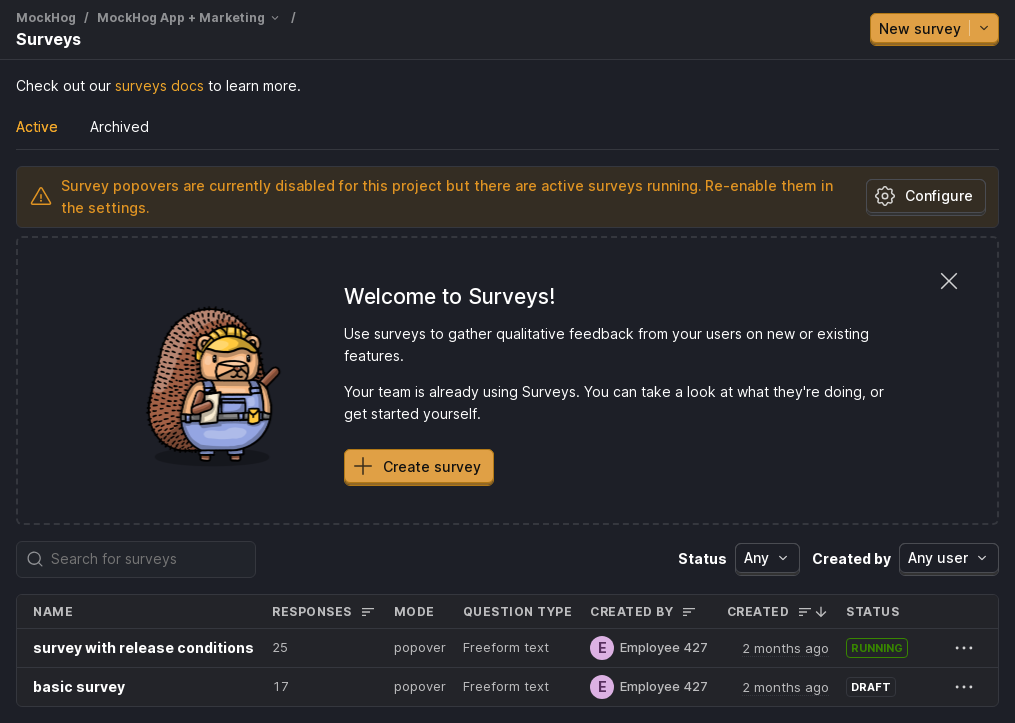 MockHog / MockHog App + Marketing /
Surveys
New survey
Check out our surveys docs to learn more.
Active Archived
Survey popovers are currently disabled for this project but there are active surveys running. Re-enable them in
the settings.
Configure
Welcome to Surveys!
Use surveys to gather qualitative feedback from your users on new or existing
features.
Your team is already using Surveys. You can take a look at what they're doing, or
get started yourself.
Create survey
Search for surveys Status Any Created by Any user
NAME RESPONSES MODE QUESTION TYPE CREATED BY CREATED STATUS
survey with release conditions 25 popover Freeform text E Employee 427 2 months ago RUNNING
basic survey 17 popover Freeform text E Employee 427 2 months ago DRAFT